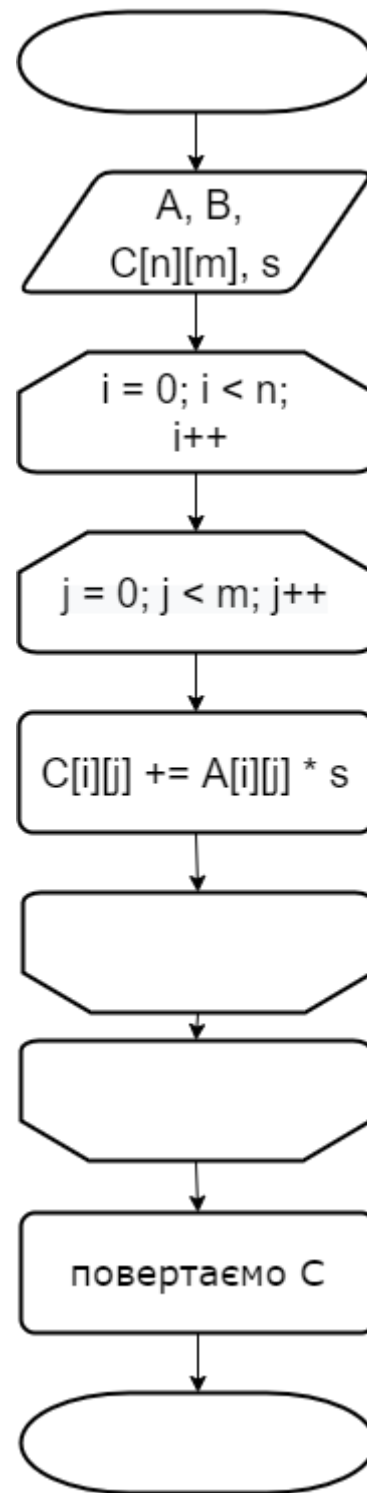 A, B,
C[n][m], s
i = 0; i < n;
i++
j = 0; j < m; j++
C[i][j] += A[i][j] * s
повертаємо C